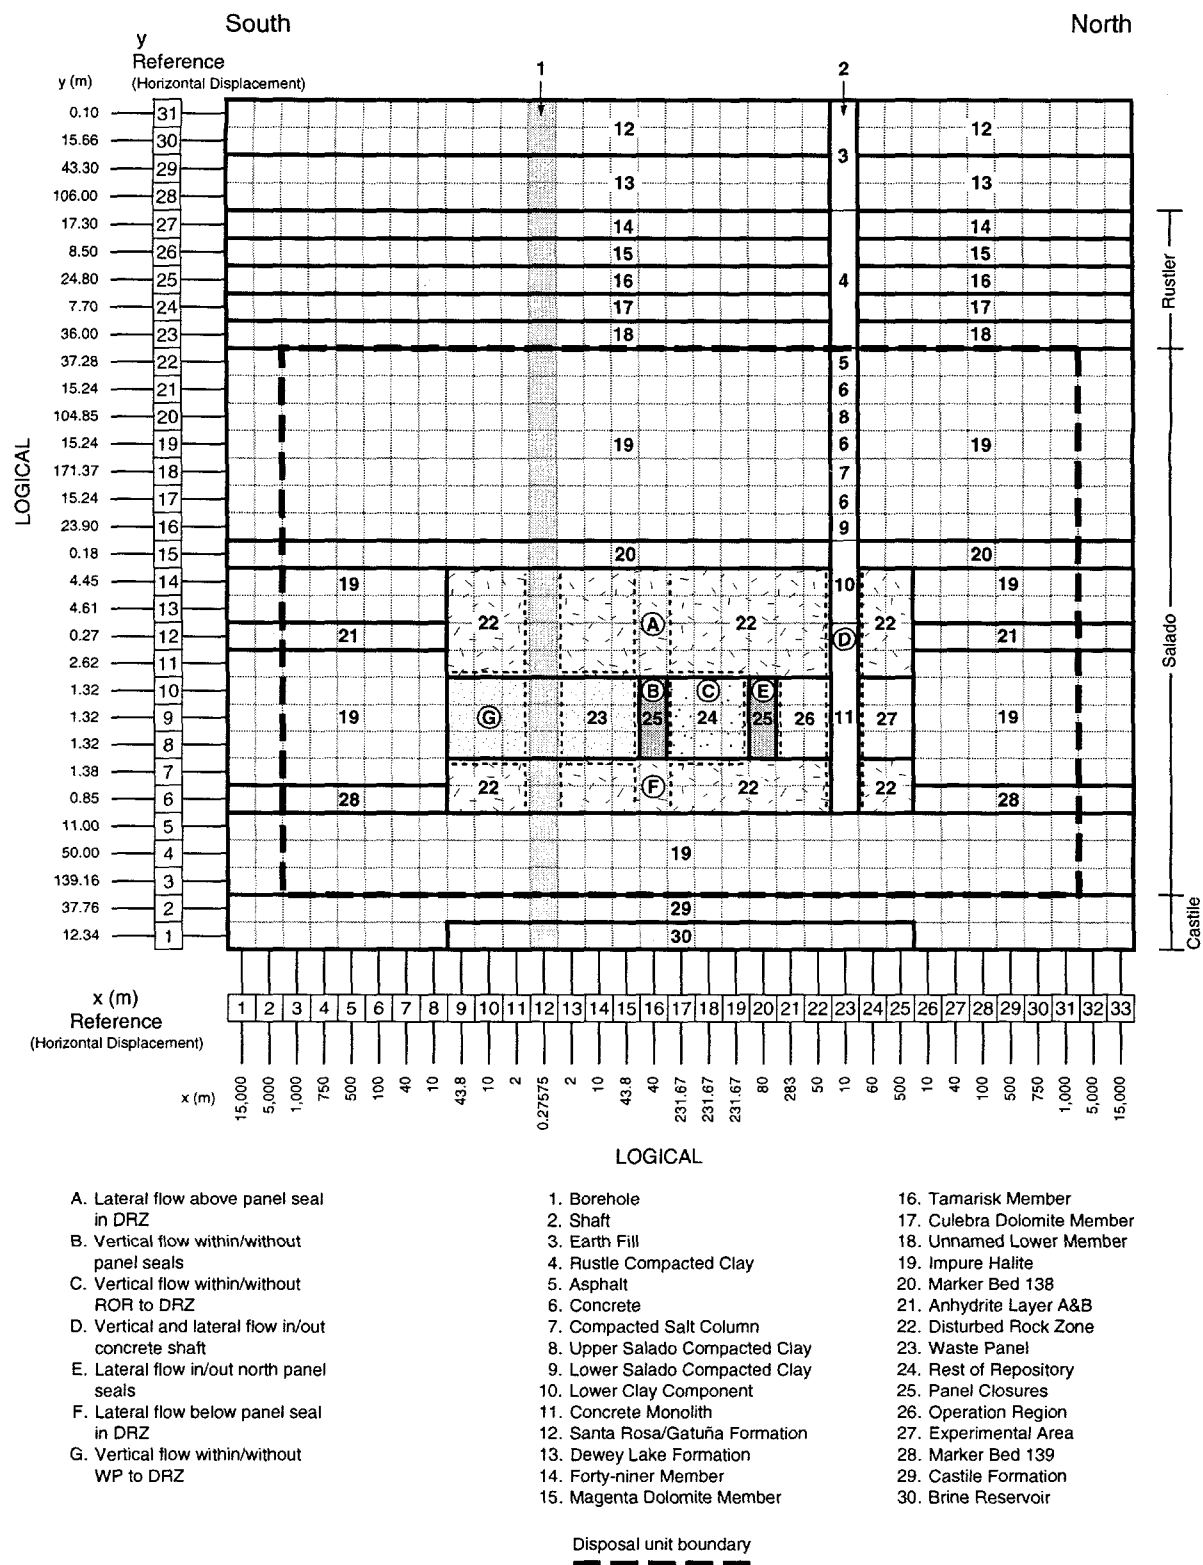 South
North
y
Reference
(Horizontal Displacement)
y (m)
1
2
0.10 31
15.66 30 12 12
3
43.30 29
106.00 28 13 13
17.30 27 14 14
8.50 26 15 15
24.80 25 16 4 16
7.70 24 17 17
36.00 23 18 18
37.28 22 5
15.24 21 6
104.85 20 8
15.24 19 19 6 19
171.37 18 7
15.24 17 6
23.90 16 9
0.18 15 20 20
4.45 14 19 10 19
4.61 13 22 A 22 22
0.27 12 21 D 21
2.62 11
1.32 10 B C E
1.32 9 19 G 23 25 24 25 26 11 27 19
1.32 8
1.38 7 22 F 22 22
0.85 6 28 28
11.00 5
50.00 4 19
139.16 3
37.76 2 29
12.34 1 30
LOGICAL
Rustler
Salado
Castile
x (m)
Reference
(Horizontal Displacement)
1 2 3 4 5 6 7 8 9 10 11 12 13 14 15 16 17 18 19 20 21 22 23 24 25 26 27 28 29 30 31 32 33
x (m)
15,000 5,000 1,000 750 500 100 40 10 43.8 10 2 0.27575 2 10 43.8 40 231.67 231.67 231.67 80 283 50 10 60 500 10 40 100 500 750 1,000 5,000 15,000
LOGICAL
A. Lateral flow above panel seal
in DRZ
B. Vertical flow within/without
panel seals
C. Vertical flow within/without
ROR to DRZ
D. Vertical and lateral flow in/out
concrete shaft
E. Lateral flow in/out north panel
seals
F. Lateral flow below panel seal
in DRZ
G. Vertical flow within/without
WP to DRZ
1. Borehole
2. Shaft
3. Earth Fill
4. Rustle Compacted Clay
5. Asphalt
6. Concrete
7. Compacted Salt Column
8. Upper Salado Compacted Clay
9. Lower Salado Compacted Clay
10. Lower Clay Component
11. Concrete Monolith
12. Santa Rosa/Gatuña Formation
13. Dewey Lake Formation
14. Forty-niner Member
15. Magenta Dolomite Member
16. Tamarisk Member
17. Culebra Dolomite Member
18. Unnamed Lower Member
19. Impure Halite
20. Marker Bed 138
21. Anhydrite Layer A&B
22. Disturbed Rock Zone
23. Waste Panel
24. Rest of Repository
25. Panel Closures
26. Operation Region
27. Experimental Area
28. Marker Bed 139
29. Castile Formation
30. Brine Reservoir
Disposal unit boundary